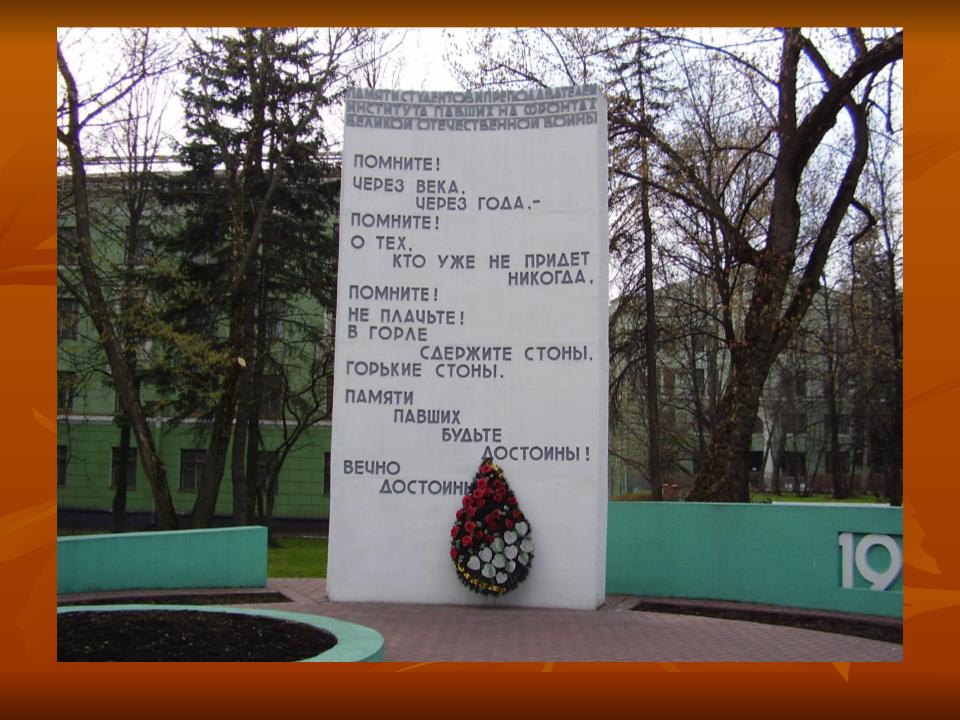 ПАМЯТИ СТУДЕНТОВ И ПРЕПОДАВАТЕЛЕЙ
ИНСТИТУТА ПАВШИХ НА ФРОНТАХ
ВЕЛИКОЙ ОТЕЧЕСТВЕННОЙ ВОЙНЫ
ПОМНИТЕ!
ЧЕРЕЗ ВЕКА,
ЧЕРЕЗ ГОДА,-
ПОМНИТЕ!
О ТЕХ,
КТО УЖЕ НЕ ПРИДЕТ
НИКОГДА,
ПОМНИТЕ!
НЕ ПЛАЧЬТЕ!
В ГОРЛЕ
СДЕРЖИТЕ СТОНЫ,
ГОРЬКИЕ СТОНЫ.
ПАМЯТИ
ПАВШИХ
БУДЬТЕ
ДОСТОИНЫ!
ВЕЧНО
ДОСТОИНЫ
19